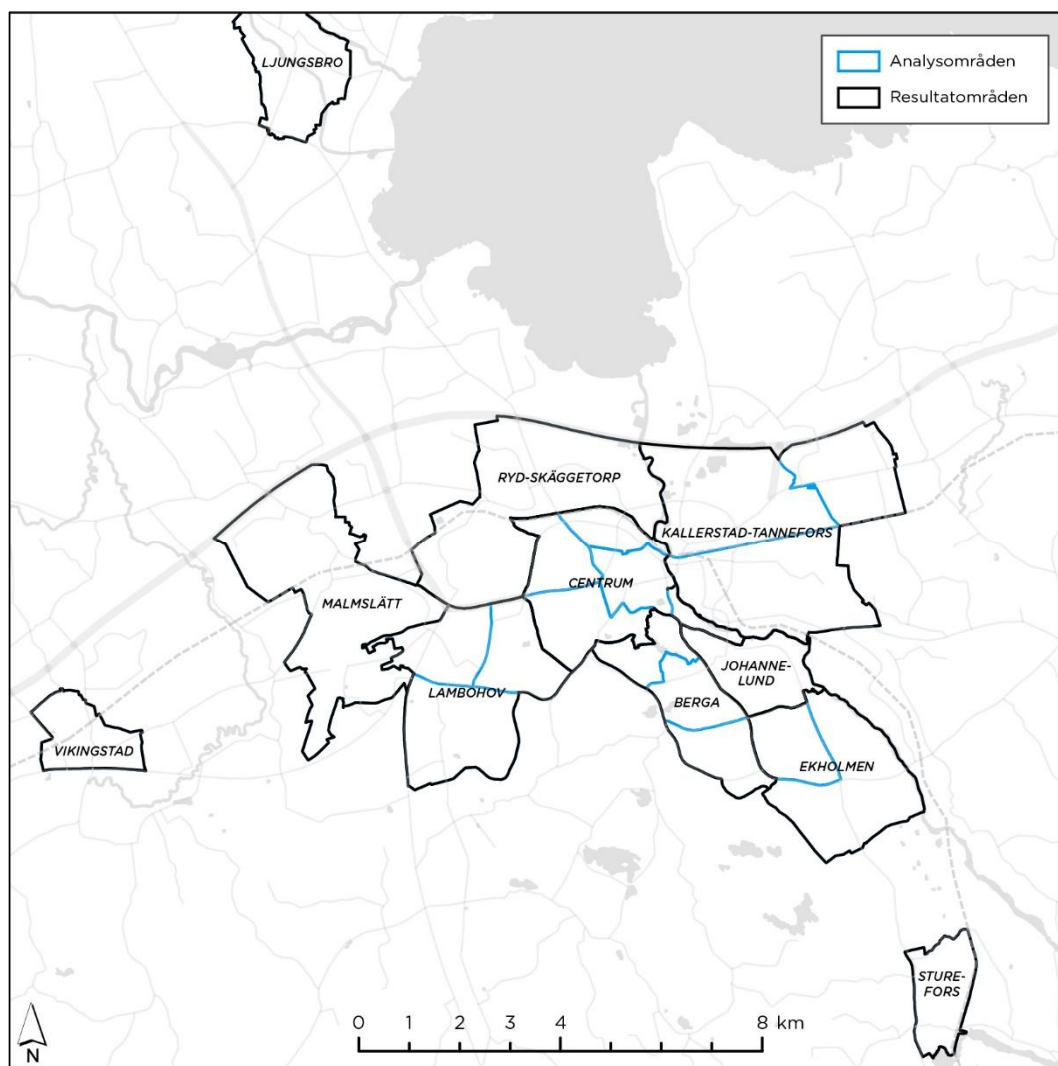 LJUNGSBRO
Analysområden
Resultatområden
RYD-SKÄGGETORP
KALLERSTAD-TANNEFORS
CENTRUM
MALMSLÄTT
JOHANNE-
LUND
LAMBOHOV
BERGA
VIKINGSTAD
EKHOLMEN
STURE-
FORS
N
0 1 2 3 4 8 km